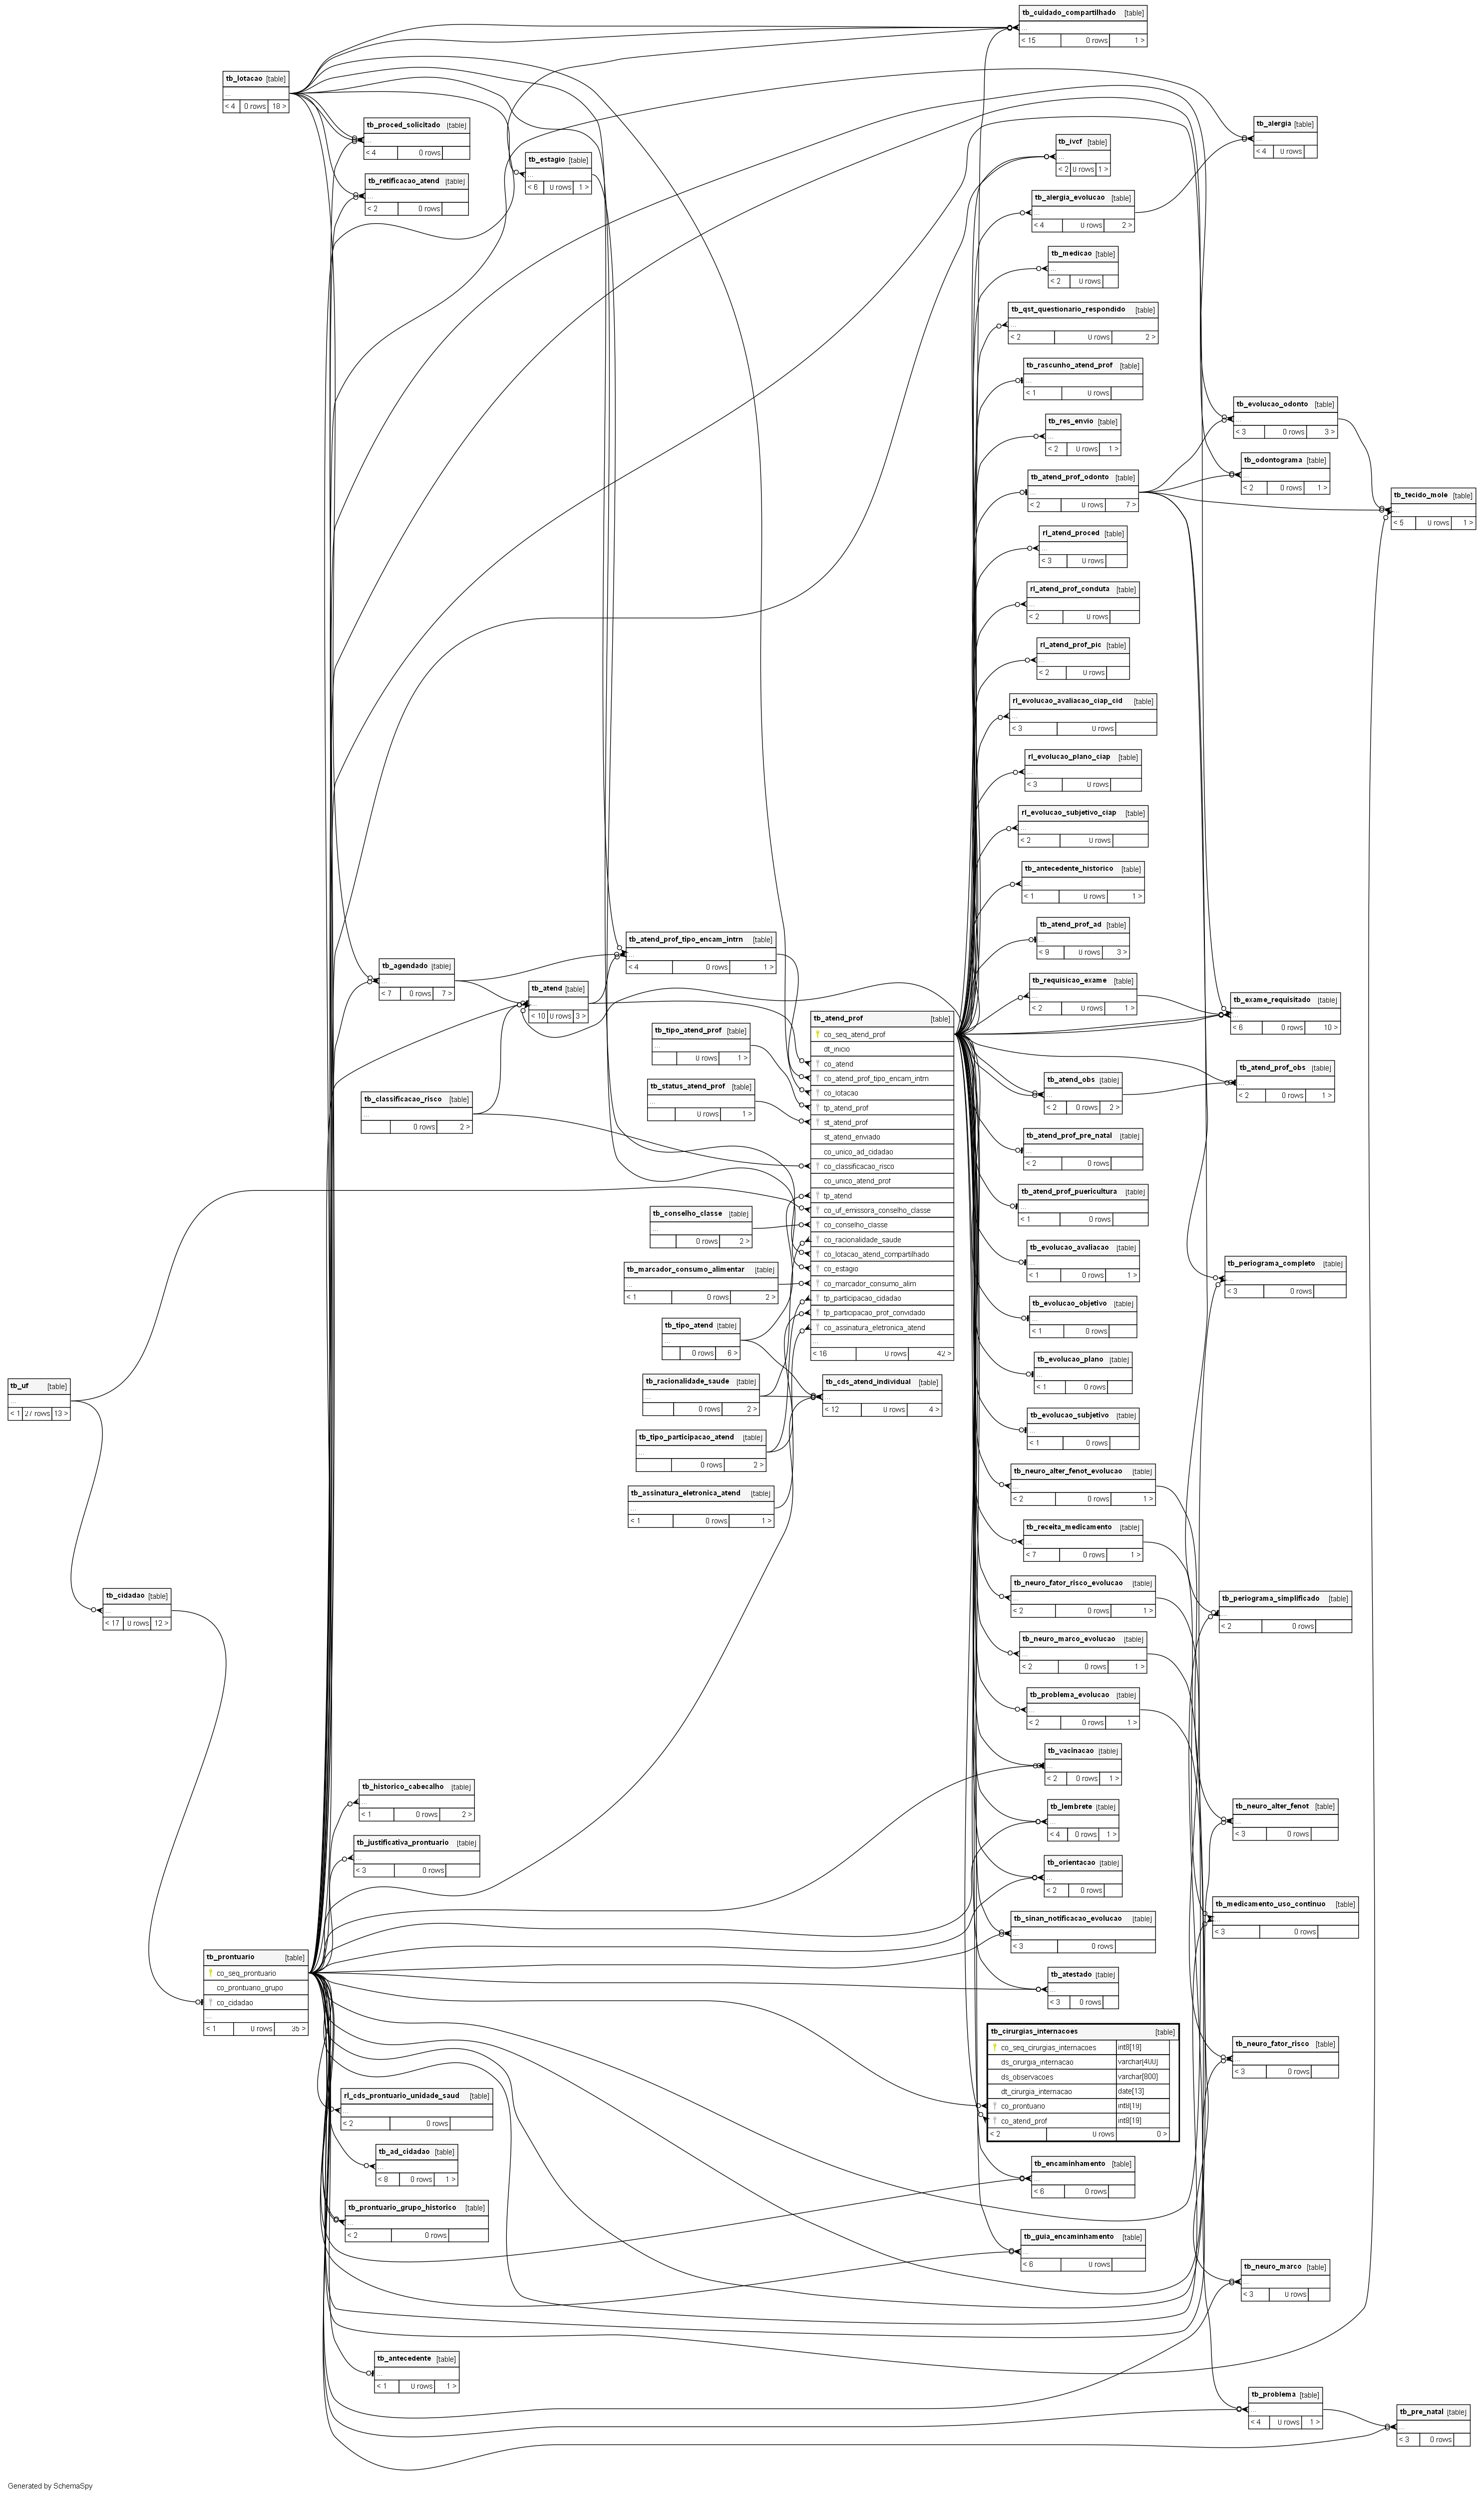 tb_cuidado_compartilhado [table]
...
< 15 0 rows 1 >
tb_lotacao [table]
...
< 4 0 rows 18 >
tb_proced_solicitado [table]
...
< 4 0 rows
tb_alergia [table]
...
< 4 0 rows
tb_ivcf [table]
...
< 2 0 rows 1 >
tb_estagio [table]
...
< 6 0 rows 1 >
tb_retificacao_atend [table]
...
< 2 0 rows
tb_alergia_evolucao [table]
...
< 4 0 rows 2 >
tb_medicao [table]
...
< 2 0 rows
tb_qst_questionario_respondido [table]
...
< 2 0 rows 2 >
tb_rascunho_atend_prof [table]
...
< 1 0 rows
tb_evolucao_odonto [table]
...
< 3 0 rows 3 >
tb_res_envio [table]
...
< 2 0 rows 1 >
tb_odontograma [table]
...
< 2 0 rows 1 >
tb_atend_prof_odonto [table]
...
< 2 0 rows 7 >
tb_tecido_mole [table]
...
< 5 0 rows 1 >
rl_atend_proced [table]
...
< 3 0 rows
rl_atend_prof_conduta [table]
...
< 2 0 rows
rl_atend_prof_pic [table]
...
< 2 0 rows
rl_evolucao_avaliacao_ciap_cid [table]
...
< 3 0 rows
rl_evolucao_plano_ciap [table]
...
< 3 0 rows
rl_evolucao_subjetivo_ciap [table]
...
< 2 0 rows
tb_antecedente_historico [table]
...
< 1 0 rows 1 >
tb_atend_prof_ad [table]
...
< 9 0 rows 3 >
tb_atend_prof_tipo_encam_intrn [table]
...
< 4 0 rows 1 >
tb_agendado [table]
...
< 7 0 rows 7 >
tb_requisicao_exame [table]
...
< 2 0 rows 1 >
tb_atend [table]
...
< 10 0 rows 3 >
tb_exame_requisitado [table]
...
< 6 0 rows 10 >
tb_atend_prof [table]
co_seq_atend_prof
dt_inicio
co_atend
co_atend_prof_tipo_encam_intrn
co_lotacao
tp_atend_prof
st_atend_prof
st_atend_enviado
co_unico_ad_cidadao
co_classificacao_risco
co_unico_atend_prof
tp_atend
co_uf_emissora_conselho_classe
co_conselho_classe
co_racionalidade_saude
co_lotacao_atend_compartilhado
co_estagio
co_marcador_consumo_alim
tp_participacao_cidadao
tp_participacao_prof_convidado
co_assinatura_eletronica_atend
...
< 16 0 rows 42 >
tb_tipo_atend_prof [table]
...
0 rows 1 >
tb_status_atend_prof [table]
...
0 rows 1 >
tb_classificacao_risco [table]
...
0 rows 2 >
tb_atend_obs [table]
...
< 2 0 rows 2 >
tb_atend_prof_obs [table]
...
< 2 0 rows 1 >
tb_atend_prof_pre_natal [table]
...
< 2 0 rows
tb_atend_prof_puericultura [table]
...
< 1 0 rows
tb_conselho_classe [table]
...
0 rows 2 >
tb_evolucao_avaliacao [table]
...
< 1 0 rows 1 >
tb_periograma_completo [table]
...
< 3 0 rows
tb_marcador_consumo_alimentar [table]
...
< 1 0 rows 2 >
tb_evolucao_objetivo [table]
...
< 1 0 rows
tb_tipo_atend [table]
...
0 rows 6 >
tb_evolucao_plano [table]
...
< 1 0 rows
tb_uf [table]
...
< 1 27 rows 13 >
tb_racionalidade_saude [table]
...
0 rows 2 >
tb_cds_atend_individual [table]
...
< 12 0 rows 4 >
tb_evolucao_subjetivo [table]
...
< 1 0 rows
tb_tipo_participacao_atend [table]
...
0 rows 2 >
tb_neuro_alter_fenot_evolucao [table]
...
< 2 0 rows 1 >
tb_assinatura_eletronica_atend [table]
...
< 1 0 rows 1 >
tb_receita_medicamento [table]
...
< 7 0 rows 1 >
tb_neuro_fator_risco_evolucao [table]
...
< 2 0 rows 1 >
tb_cidadao [table]
...
< 17 0 rows 12 >
tb_periograma_simplificado [table]
...
< 2 0 rows
tb_neuro_marco_evolucao [table]
...
< 2 0 rows 1 >
tb_problema_evolucao [table]
...
< 2 0 rows 1 >
tb_vacinacao [table]
...
< 2 0 rows 1 >
tb_historico_cabecalho [table]
...
< 1 0 rows 2 >
tb_lembrete [table]
...
< 4 0 rows 1 >
tb_neuro_alter_fenot [table]
...
< 3 0 rows
tb_justificativa_prontuario [table]
...
< 3 0 rows
tb_orientacao [table]
...
< 2 0 rows
tb_medicamento_uso_continuo [table]
...
< 3 0 rows
tb_sinan_notificacao_evolucao [table]
...
< 3 0 rows
tb_prontuario [table]
co_seq_prontuario
co_prontuario_grupo
co_cidadao
...
< 1 0 rows 35 >
tb_atestado [table]
...
< 3 0 rows
tb_cirurgias_internacoes [table]
co_seq_cirurgias_internacoes int8[19]
ds_cirurgia_internacao varchar[400]
ds_observacoes varchar[800]
dt_cirurgia_internacao date[13]
co_prontuario int8[19]
co_atend_prof int8[19]
< 2 0 rows 0 >
tb_neuro_fator_risco [table]
...
< 3 0 rows
rl_cds_prontuario_unidade_saud [table]
...
< 2 0 rows
tb_ad_cidadao [table]
...
< 8 0 rows 1 >
tb_encaminhamento [table]
...
< 6 0 rows
tb_prontuario_grupo_historico [table]
...
< 2 0 rows
tb_guia_encaminhamento [table]
...
< 6 0 rows
tb_neuro_marco [table]
...
< 3 0 rows
tb_antecedente [table]
...
< 1 0 rows 1 >
tb_problema [table]
...
< 4 0 rows 1 >
tb_pre_natal [table]
...
< 3 0 rows
Generated by SchemaSpy